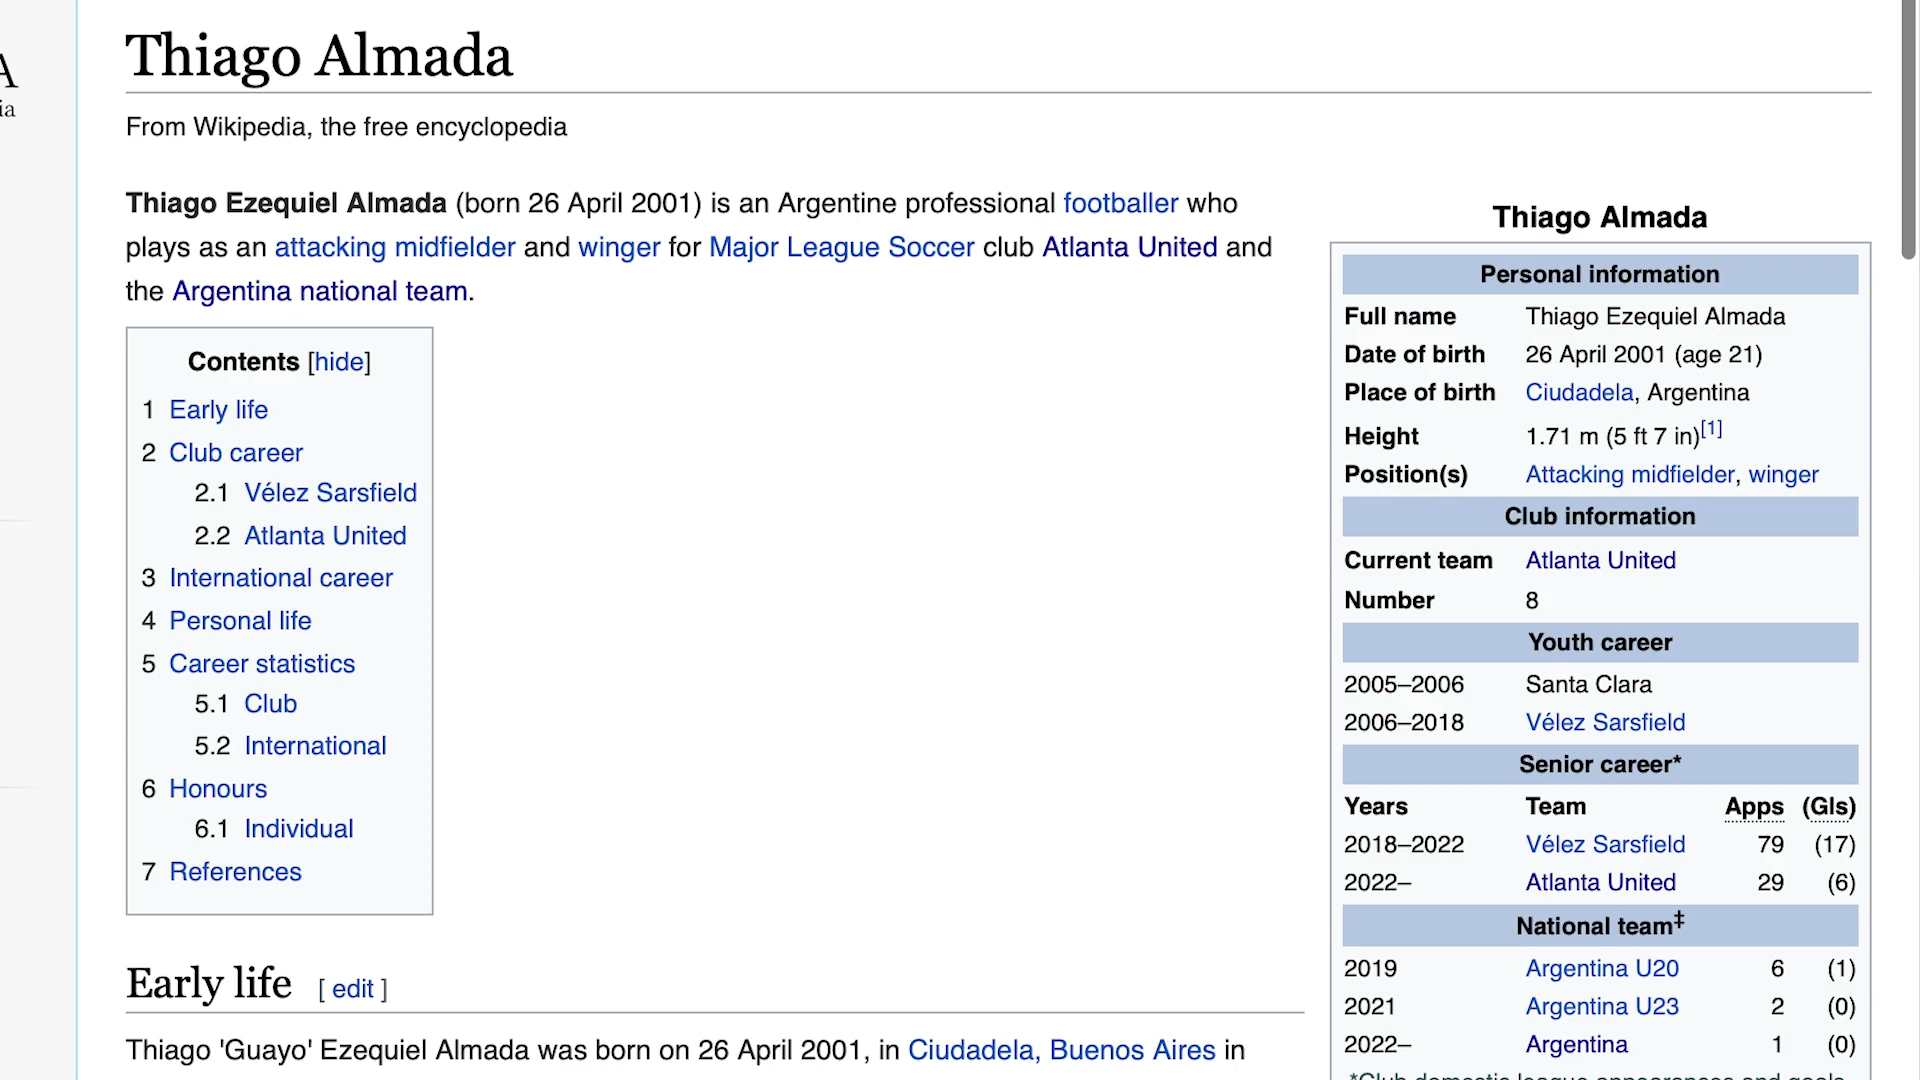 A
ia
Thiago Almada
From Wikipedia, the free encyclopedia
Thiago Ezequiel Almada (born 26 April 2001) is an Argentine professional footballer who
plays as an attacking midfielder and winger for Major League Soccer club Atlanta United and
the Argentina national team.
Contents [hide]
1 Early life
2 Club career
2.1 Vélez Sarsfield
2.2 Atlanta United
3 International career
4 Personal life
5 Career statistics
5.1 Club
5.2 International
6 Honours
6.1 Individual
7 References
Early life [ edit ]
Thiago 'Guayo' Ezequiel Almada was born on 26 April 2001, in Ciudadela, Buenos Aires in
Thiago Almada
Personal information
Full name Thiago Ezequiel Almada
Date of birth 26 April 2001 (age 21)
Place of birth Ciudadela, Argentina
Height 1.71 m (5 ft 7 in)[1]
Position(s) Attacking midfielder, winger
Club information
Current team Atlanta United
Number 8
Youth career
2005–2006 Santa Clara
2006–2018 Vélez Sarsfield
Senior career*
Years Team Apps (Gls)
2018–2022 Vélez Sarsfield 79 (17)
2022– Atlanta United 29 (6)
National team‡
2019 Argentina U20 6 (1)
2021 Argentina U23 2 (0)
2022– Argentina 1 (0)
*Club domestic league appearances and goals